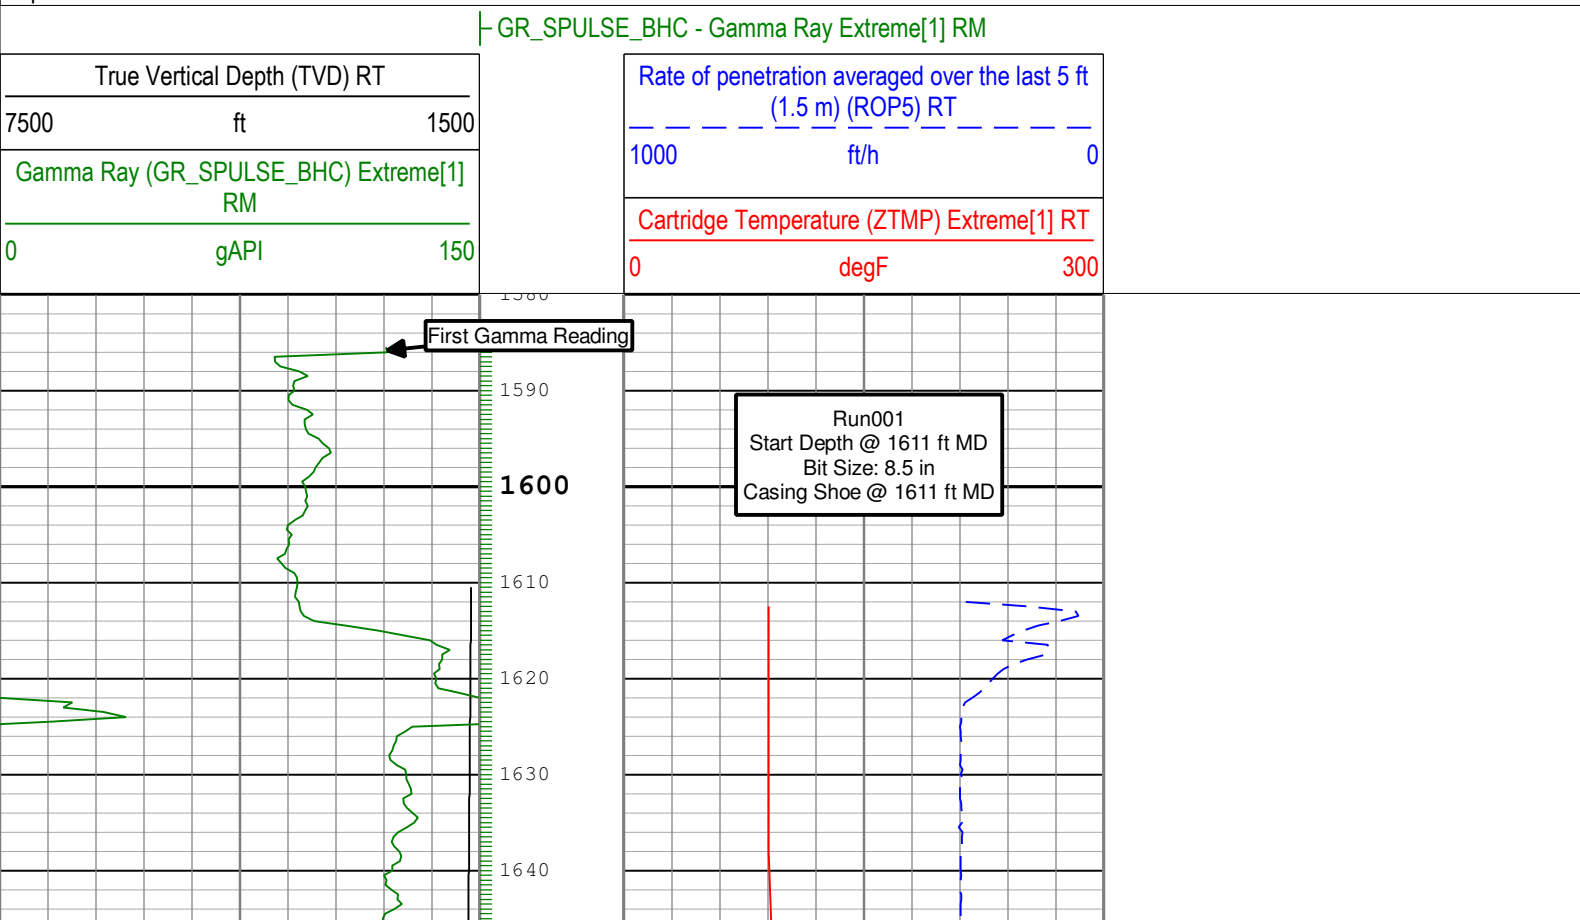 GR_SPULSE_BHC - Gamma Ray Extreme[1] RM
True Vertical Depth (TVD) RT
7500 ft 1500
Gamma Ray (GR_SPULSE_BHC) Extreme[1]
RM
0 gAPI 150
Rate of penetration averaged over the last 5 ft
(1.5 m) (ROP5) RT
1000 ft/h 0
Cartridge Temperature (ZTMP) Extreme[1] RT
0 degF 300
1580
First Gamma Reading
1590
Run001
Start Depth @ 1611 ft MD
Bit Size: 8.5 in
Casing Shoe @ 1611 ft MD
1600
1610
1620
1630
1640